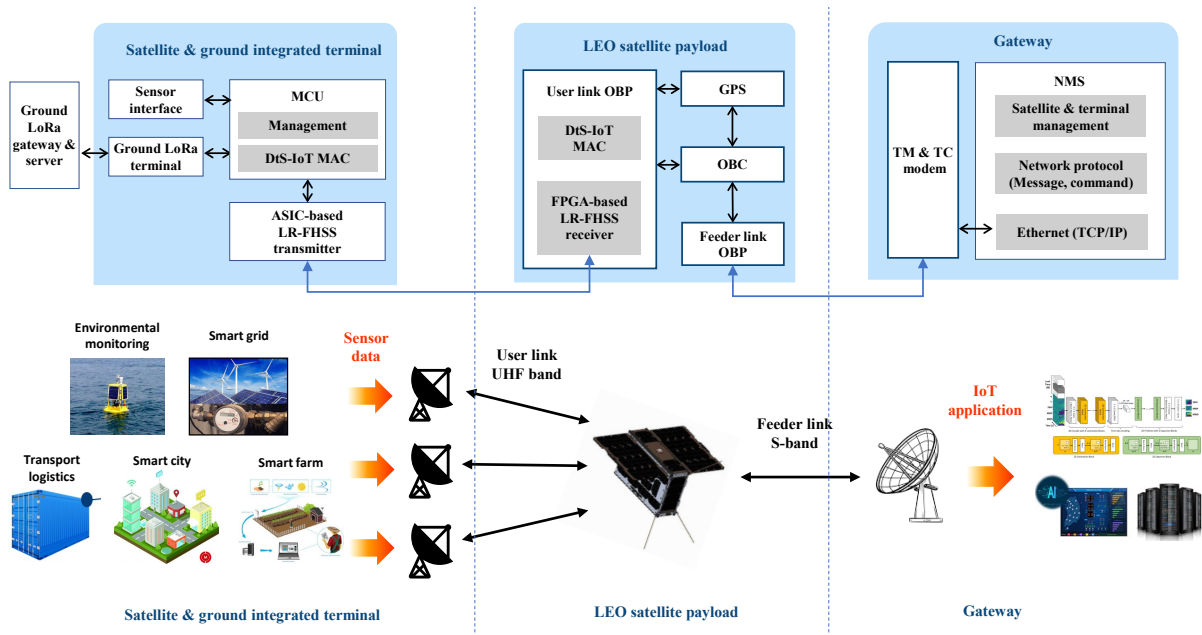 Satellite & ground integrated terminal
Ground
LoRa
gateway &
server
Sensor
interface
Ground LoRa
terminal
MCU
Management
DtS-IoT MAC
ASIC-based
LR-FHSS
transmitter
LEO satellite payload
User link OBP
DtS-IoT
MAC
FPGA-based
LR-FHSS
receiver
GPS
OBC
Feeder link
OBP
Gateway
TM & TC
modem
NMS
Satellite & terminal
management
Network protocol
(Message, command)
Ethernet (TCP/IP)
Environmental
monitoring
Smart grid
Sensor
data
Transport
logistics
Smart city
Smart farm
User link
UHF band
Feeder link
S-band
IoT
application
AI
Satellite & ground integrated terminal
LEO satellite payload
Gateway